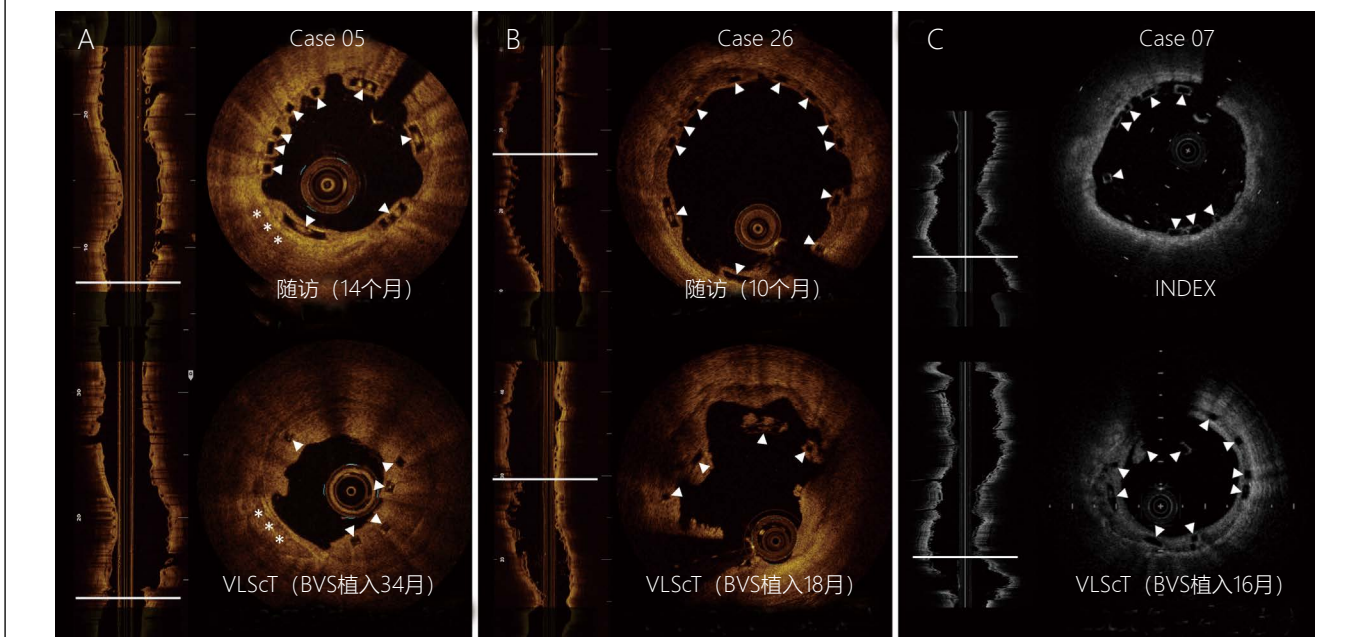 A
Case 05
随访（14个月）
VLScT（BVS植入34月）
B
Case 26
随访（10个月）
VLScT（BVS植入18月）
C
Case 07
INDEX
VLScT（BVS植入16月）